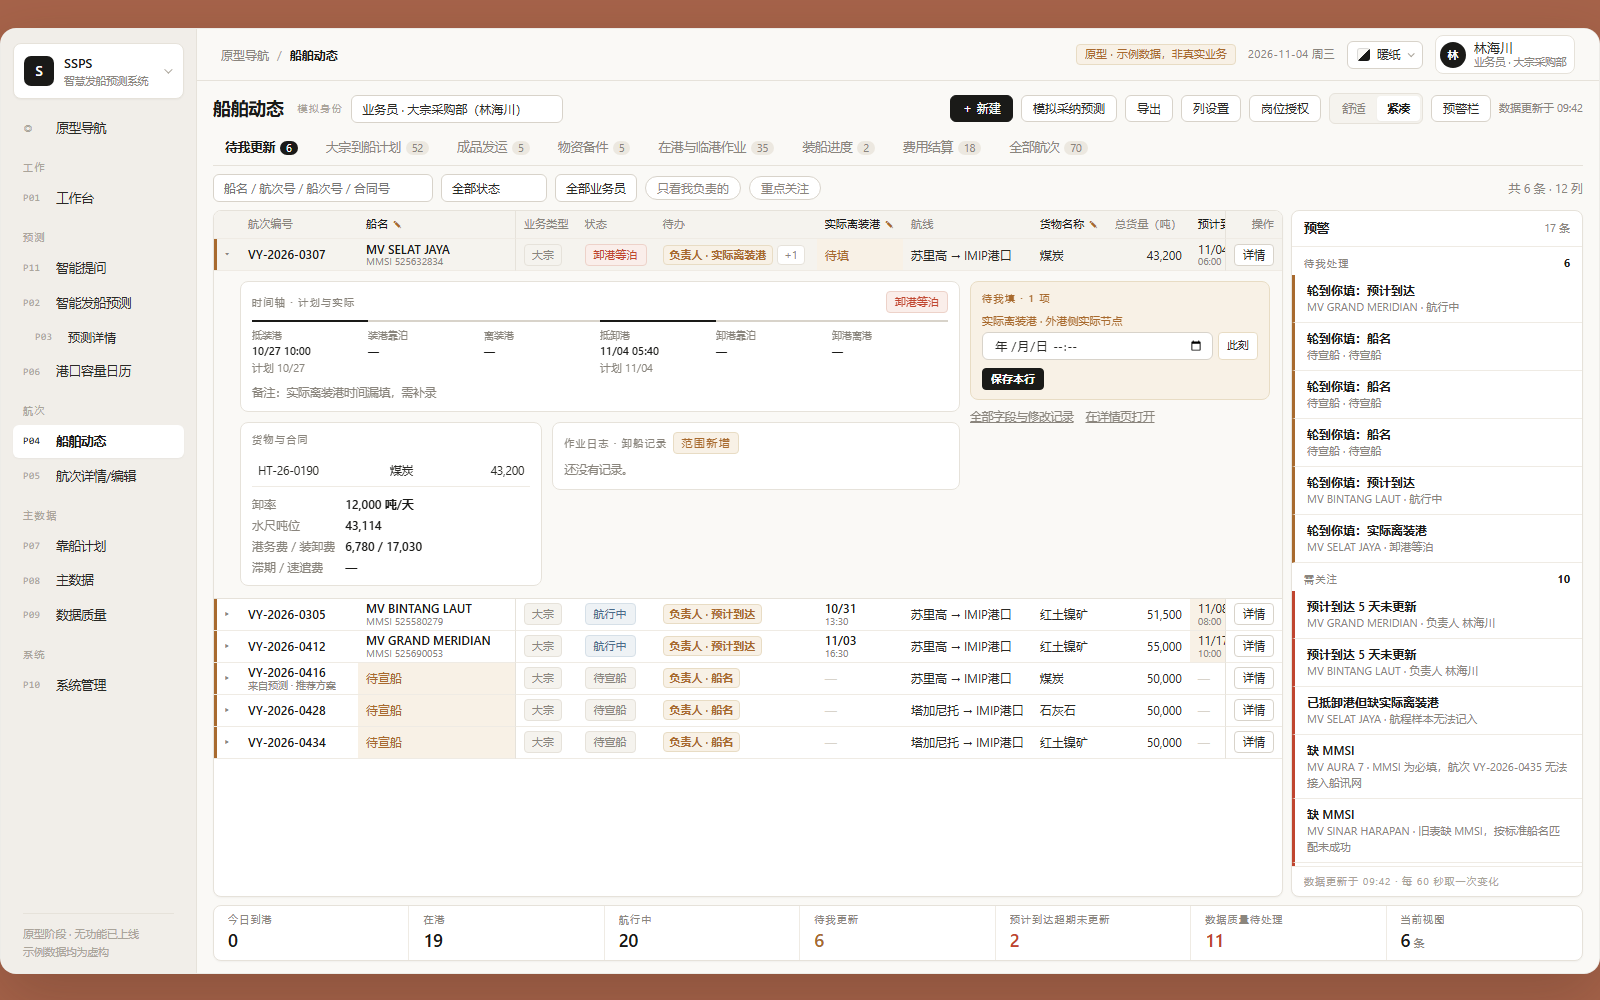 S
SSPS
智慧发船预测系统
原型导航
工作
P01 工作台
预测
P11 智能提问
P02 智能发船预测
P03 预测详情
P06 港口容量日历
航次
P04 船舶动态
P05 航次详情/编辑
主数据
P07 靠船计划
P08 主数据
P09 数据质量
系统
P10 系统管理
原型阶段 · 无功能已上线
示例数据均为虚构
原型导航 / 船舶动态
原型 · 示例数据，非真实业务
2026-11-04 周三
暖纸
林
林海川
业务员 · 大宗采购部
船舶动态 模拟身份 业务员 · 大宗采购部（林海川）
+ 新建 模拟采纳预测 导出 列设置 岗位授权 舒适 紧凑 预警栏 数据更新于 09:42
待我更新 6 大宗到船计划 52 成品发运 5 物资备件 5 在港与临港作业 35 装船进度 2 费用结算 18 全部航次 70
船名 / 航次号 / 船次号 / 合同号 全部状态 全部业务员 只看我负责的 重点关注 共 6 条 · 12 列
航次编号 船名 业务类型 状态 待办 实际离装港 航线 货物名称 总货量（吨） 预计到 操作
VY-2026-0307 MV SELAT JAYA 大宗 卸港等泊 负责人 · 实际离装港 +1 待填 苏里高 → IMIP港口 煤炭 43,200 11/04 详情
MMSI 525632834 06:00
时间轴 · 计划与实际 卸港等泊
抵装港 装港靠泊 离装港 抵卸港 卸港靠泊 卸港离港
10/27 10:00 — — 11/04 05:40 — —
计划 10/27 计划 11/04
备注：实际离装港时间漏填，需补录
待我填 · 1 项
实际离装港 · 外港侧实际节点
年 /月/日 --:-- 此刻
保存本行
全部字段与修改记录 在详情页打开
货物与合同
HT-26-0190 煤炭 43,200
卸率 12,000 吨/天
水尺吨位 43,114
港务费 / 装卸费 6,780 / 17,030
滞期 / 速遣费 —
作业日志 · 卸船记录 范围新增
还没有记录。
VY-2026-0305 MV BINTANG LAUT 大宗 航行中 负责人 · 预计到达 10/31 苏里高 → IMIP港口 红土镍矿 51,500 11/08 详情
MMSI 525580279 13:30 08:00
VY-2026-0412 MV GRAND MERIDIAN 大宗 航行中 负责人 · 预计到达 11/03 苏里高 → IMIP港口 红土镍矿 55,000 11/17 详情
MMSI 525690053 16:30 10:00
VY-2026-0416 待宣船 大宗 待宣船 负责人 · 船名 — 苏里高 → IMIP港口 煤炭 50,000 — 详情
来自预测 · 推荐方案
VY-2026-0428 待宣船 大宗 待宣船 负责人 · 船名 — 塔加尼托 → IMIP港口 石灰石 50,000 — 详情
VY-2026-0434 待宣船 大宗 待宣船 负责人 · 船名 — 塔加尼托 → IMIP港口 红土镍矿 50,000 — 详情
预警 17 条
待我处理 6
轮到你填：预计到达
MV GRAND MERIDIAN · 航行中
轮到你填：船名
待宣船 · 待宣船
轮到你填：船名
待宣船 · 待宣船
轮到你填：船名
待宣船 · 待宣船
轮到你填：预计到达
MV BINTANG LAUT · 航行中
轮到你填：实际离装港
MV SELAT JAYA · 卸港等泊
需关注 10
预计到达 5 天未更新
MV GRAND MERIDIAN · 负责人 林海川
预计到达 5 天未更新
MV BINTANG LAUT · 负责人 林海川
已抵卸港但缺实际离装港
MV SELAT JAYA · 航程样本无法记入
缺 MMSI
MV AURA 7 · MMSI 为必填，航次 VY-2026-0435 无法
接入船讯网
缺 MMSI
MV SINAR HARAPAN · 旧表缺 MMSI，按标准船名匹
配未成功
数据更新于 09:42 · 每 60 秒取一次变化
今日到港 在港 航行中 待我更新 预计到达超期未更新 数据质量待处理 当前视图
0 19 20 6 2 11 6 条